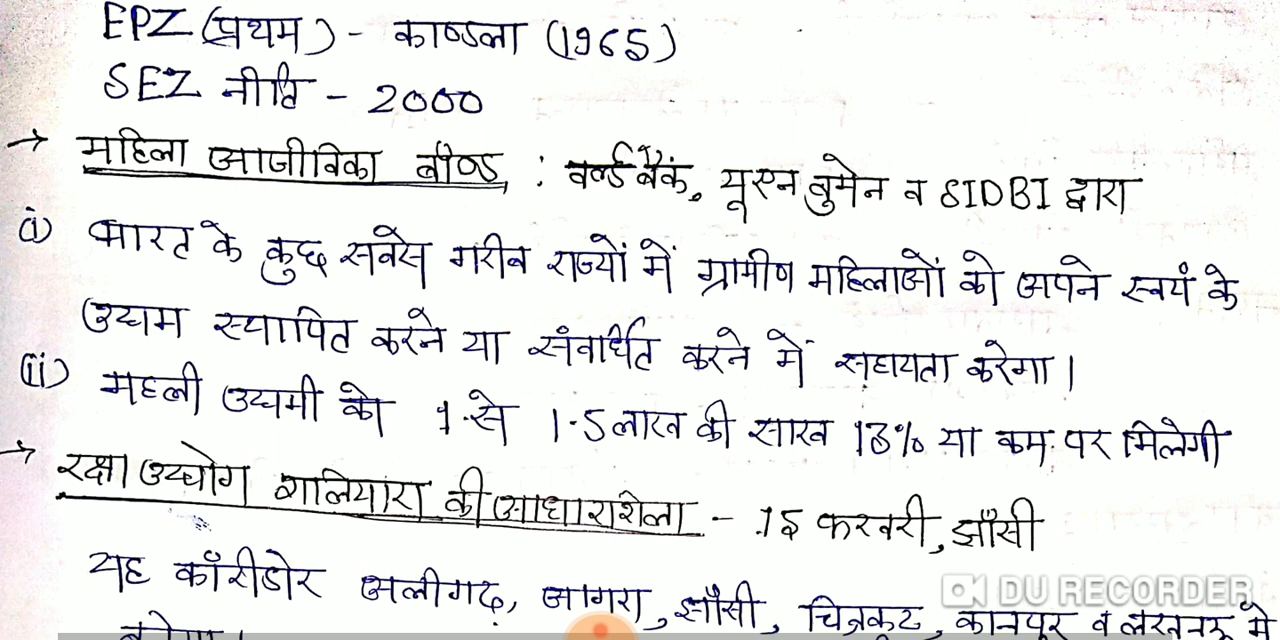 EPZ (प्रथम) - काण्डला (1965)
SEZ नीति - 2000
→ महिला आजीविका बॉण्ड : वर्ल्ड बैंक, यूएन वुमेन व SIDBI द्वारा
(i) भारत के कुछ सबसे गरीब राज्यों में ग्रामीण महिलाओं को अपने स्वयं के
उद्यम स्थापित करने या संवर्धित करने में सहायता करेगा।
(ii) महली उद्यमी को 1 से 1.5 लाख की साख 13% या कम पर मिलेगी
→ रक्षा उद्योग गलियारा की आधारशिला - 15 फरवरी, झाँसी
यह कॉरीडोर अलीगढ़, आगरा, झाँसी, चित्रकूट, कानपुर व लखनऊ में
DU RECORDER